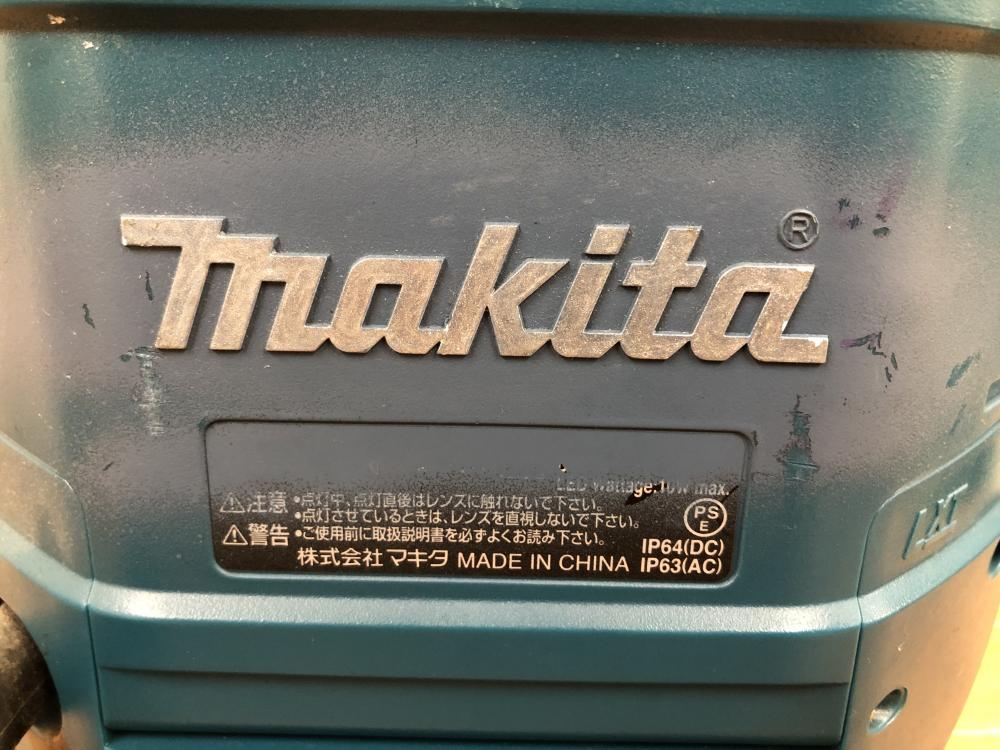 makita®
LED Wattage:10W max.
⚠注意 •点灯中、点灯直後はレンズに触れないで下さい。
•点灯させているときは、レンズを直視しないで下さい。
⚠警告 •ご使用前に取扱説明書を必ずよくお読み下さい。
PS
E
IP64(DC)
株式会社 マキタ MADE IN CHINA IP63(AC)
LXT